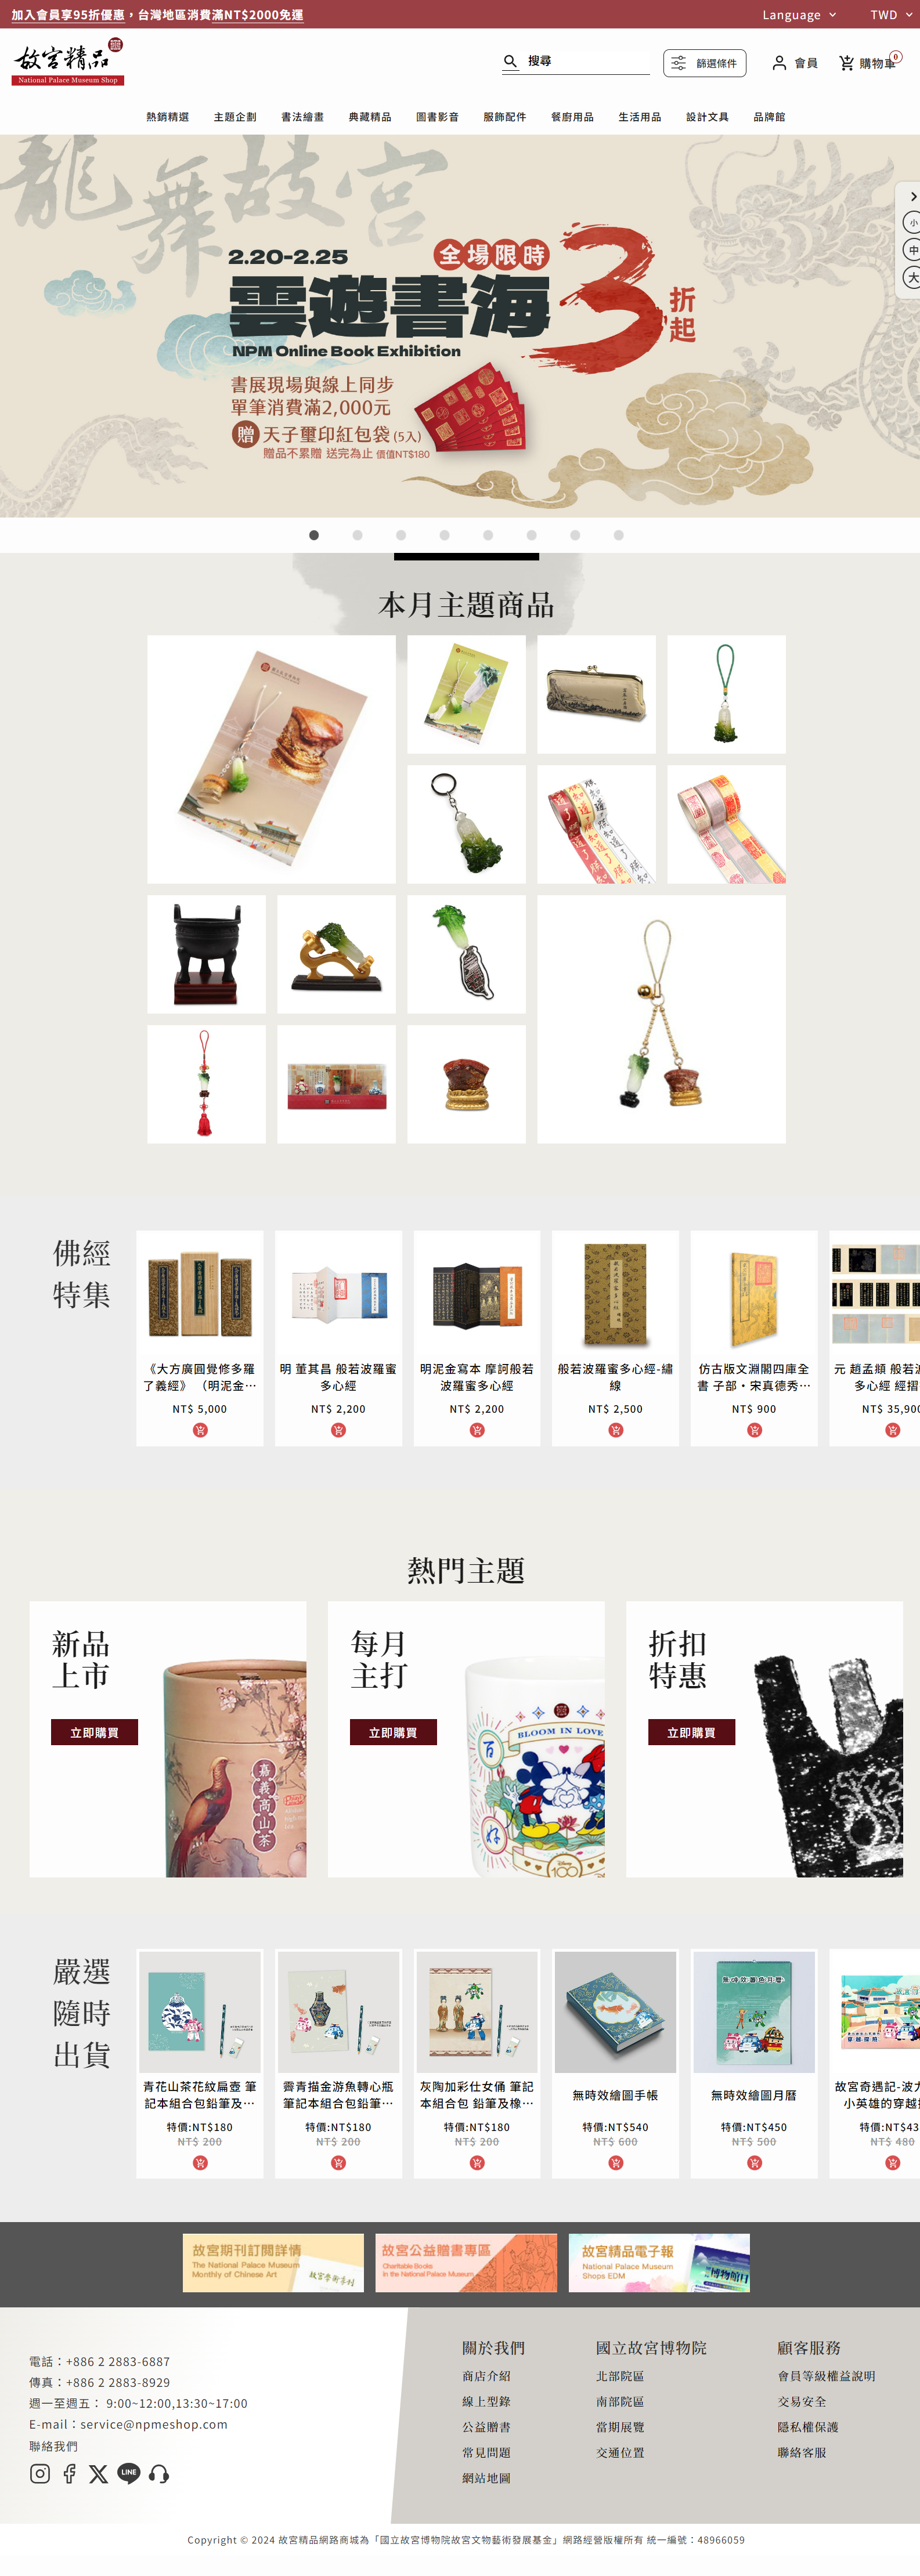 加入會員享95折優惠，台灣地區消費滿NT$2000免運
Language
TWD
故宮精品
National Palace Museum Shop
搜尋
篩選條件
會員
購物車
0
熱銷精選
主題企劃
書法繪畫
典藏精品
圖書影音
服飾配件
餐廚用品
生活用品
設計文具
品牌館
龍舞故宮
小
中
大
2.20-2.25
全場限時
雲遊書海
3
折起
NPM Online Book Exhibition
書展現場與線上同步
單筆消費滿2,000元
贈 天子璽印紅包袋(5入)
贈品不累贈 送完為止 價值NT$180
本月主題商品
佛經
特集
《大方廣圓覺修多羅
了義經》 （明泥金…
NT$ 5,000
明 董其昌 般若波羅蜜
多心經
NT$ 2,200
明泥金寫本 摩訶般若
波羅蜜多心經
NT$ 2,200
般若波羅蜜多心經-繡
線
NT$ 2,500
仿古版文淵閣四庫全
書 子部・宋真德秀…
NT$ 900
元 趙孟頫 般若波
多心經 經摺
NT$ 35,900
熱門主題
新品
上市
立即購買
嘉義高山茶
每月
主打
立即購買
BLOOM IN LOVE
百
好
Disney
100
折扣
特惠
立即購買
嚴選
隨時
出貨
青花山茶花紋扁壺 筆
記本組合包鉛筆及…
特價:NT$180
NT$ 200
霽青描金游魚轉心瓶
筆記本組合包鉛筆…
特價:NT$180
NT$ 200
灰陶加彩仕女俑 筆記
本組合包 鉛筆及橡…
特價:NT$180
NT$ 200
無時效繪圖手帳
特價:NT$540
NT$ 600
無時效繪圖月曆
無時效繪圖月曆
特價:NT$450
NT$ 500
故宮奇遇記-波力
小英雄的穿越
特價:NT$43
NT$ 480
故宮期刊訂閱詳情
The National Palace Museum
Monthly of Chinese Art
故宮學術季刊
故宮公益贈書專區
Charitable Books
in the National Palace Museum
故宮精品電子報
National Palace Museum
Shops EDM
博物館
電話：+886 2 2883-6887
傳真：+886 2 2883-8929
週一至週五： 9:00~12:00,13:30~17:00
E-mail：service@npmeshop.com
聯絡我們
LINE
關於我們
商店介紹
線上型錄
公益贈書
常見問題
網站地圖
國立故宮博物院
北部院區
南部院區
當期展覽
交通位置
顧客服務
會員等級權益說明
交易安全
隱私權保護
聯絡客服
Copyright © 2024 故宮精品網路商城為「國立故宮博物院故宮文物藝術發展基金」網路經營版權所有 統一編號：48966059